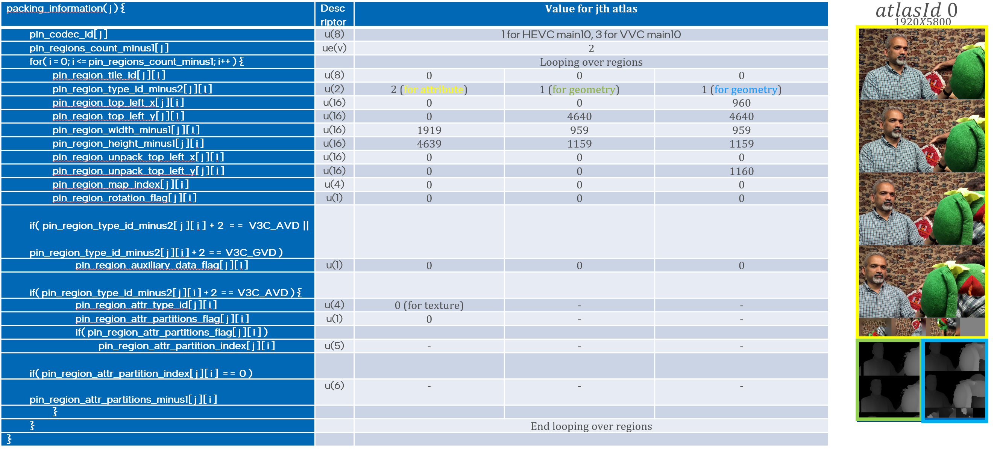 packing_information( j ) {
Desc
riptor
Value for jth atlas
atlasId 0
1920X5800
pin_codec_id[ j ]
u(8)
1 for HEVC main10, 3 for VVC main10
pin_regions_count_minus1[ j ]
ue(v)
2
for( i = 0; i <= pin_regions_count_minus1; i++ ) {
Looping over regions
pin_region_tile_id[ j ][ i ]
u(8)
0
0
0
pin_region_type_id_minus2[ j ][ i ]
u(2)
2 (for attribute)
1 (for geometry)
1 (for geometry)
pin_region_top_left_x[ j ][ i ]
u(16)
0
0
960
pin_region_top_left_y[ j ][ i ]
u(16)
0
4640
4640
pin_region_width_minus1[ j ][ i ]
u(16)
1919
959
959
pin_region_height_minus1[ j ][ i ]
u(16)
4639
1159
1159
pin_region_unpack_top_left_x[ j ][ i ]
u(16)
0
0
0
pin_region_unpack_top_left_y[ j ][ i ]
u(16)
0
0
1160
pin_region_map_index[ j ][ i ]
u(4)
0
0
0
pin_region_rotation_flag[ j ][ i ]
u(1)
0
0
0
if( pin_region_type_id_minus2[ j ][ i ] + 2 = = V3C_AVD ||
pin_region_type_id_minus2[ j ][ i ] + 2 = = V3C_GVD )
pin_region_auxiliary_data_flag[ j ][ i ]
u(1)
0
0
0
if( pin_region_type_id_minus2[ j ][ i ] + 2 = = V3C_AVD ) {
pin_region_attr_type_id[ j ][ i ]
u(4)
0 (for texture)
-
-
pin_region_attr_partitions_flag[ j ][ i ]
u(1)
0
-
-
if( pin_region_attr_partitions_flag[ j ][ i ] )
pin_region_attr_partition_index[ j ][ i ]
u(5)
-
-
-
if( pin_region_attr_partition_index[ j ][ i ] = = 0 )
u(6)
-
-
-
pin_region_attr_partitions_minus1[ j ][ i ]
}
}
End looping over regions
}